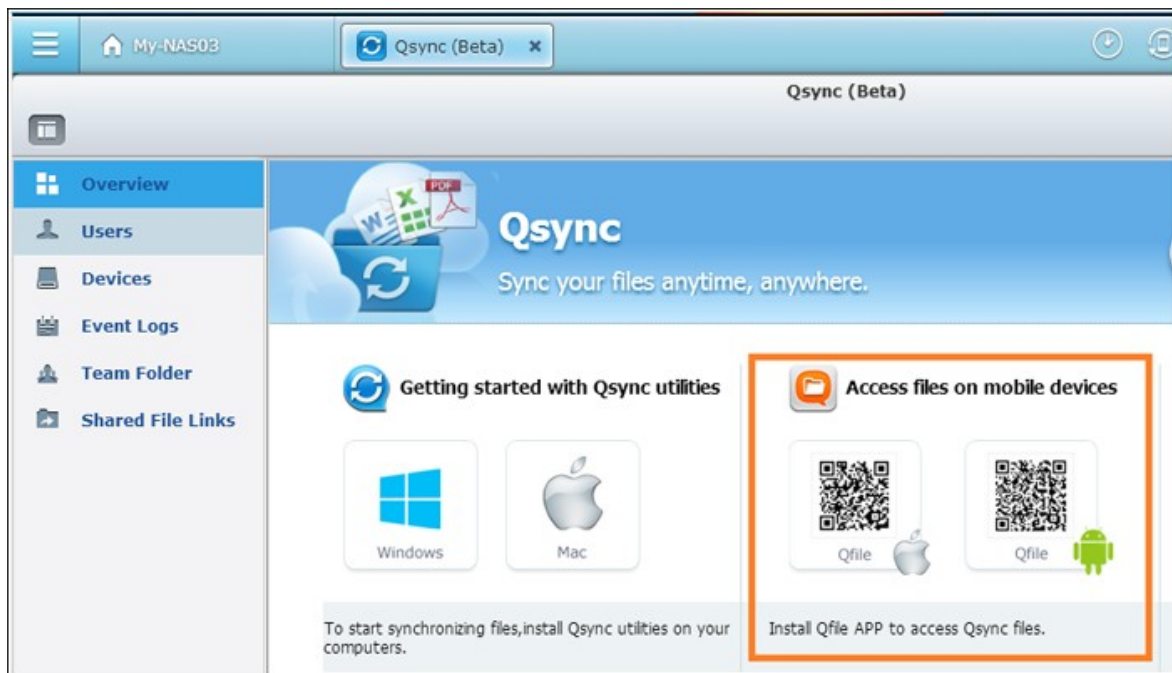 My-NAS03
Qsync (Beta)
Qsync (Beta)
Overview
Users
Devices
Event Logs
Team Folder
Shared File Links
W
X
PDF
Qsync
Sync your files anytime, anywhere.
Getting started with Qsync utilities
Windows
Mac
To start synchronizing files,install Qsync utilities on your
computers.
Access files on mobile devices
Qfile
Qfile
Install Qfile APP to access Qsync files.